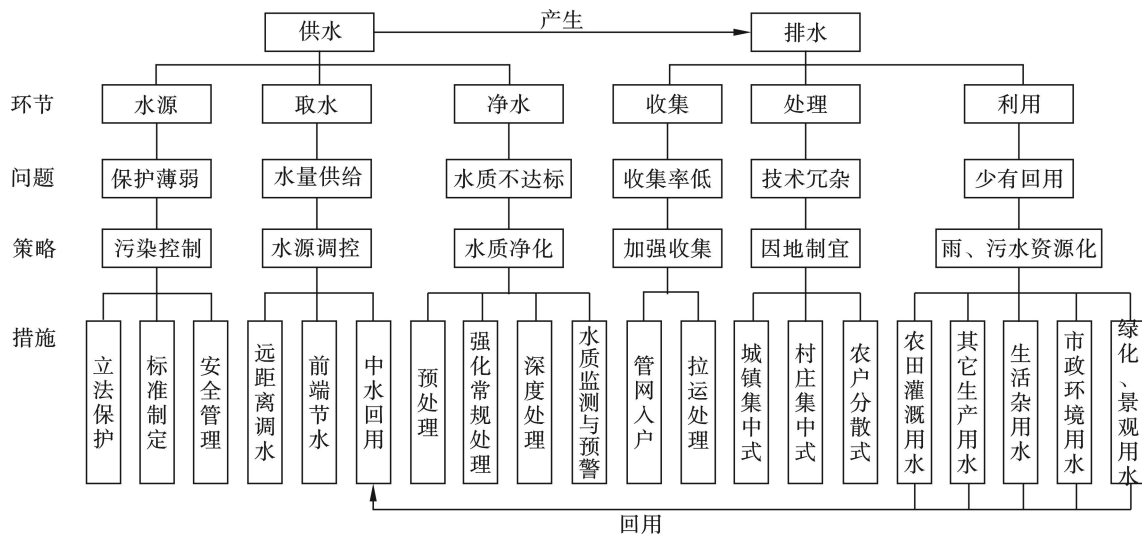 供水
产生
排水
环节
水源
取水
净水
收集
处理
利用
问题
保护薄弱
水量供给
水质不达标
收集率低
技术冗杂
少有回用
策略
污染控制
水源调控
水质净化
加强收集
因地制宜
雨、污水资源化
措施
立法保护
标准制定
安全管理
远距离调水
前端节水
中水回用
预处理
强化常规处理
深度处理
水质监测与预警
管网入户
拉运处理
城镇集中式
村庄集中式
农户分散式
农田灌溉用水
其它生产用水
生活杂用水
市政环境用水
绿化、景观用水
回用